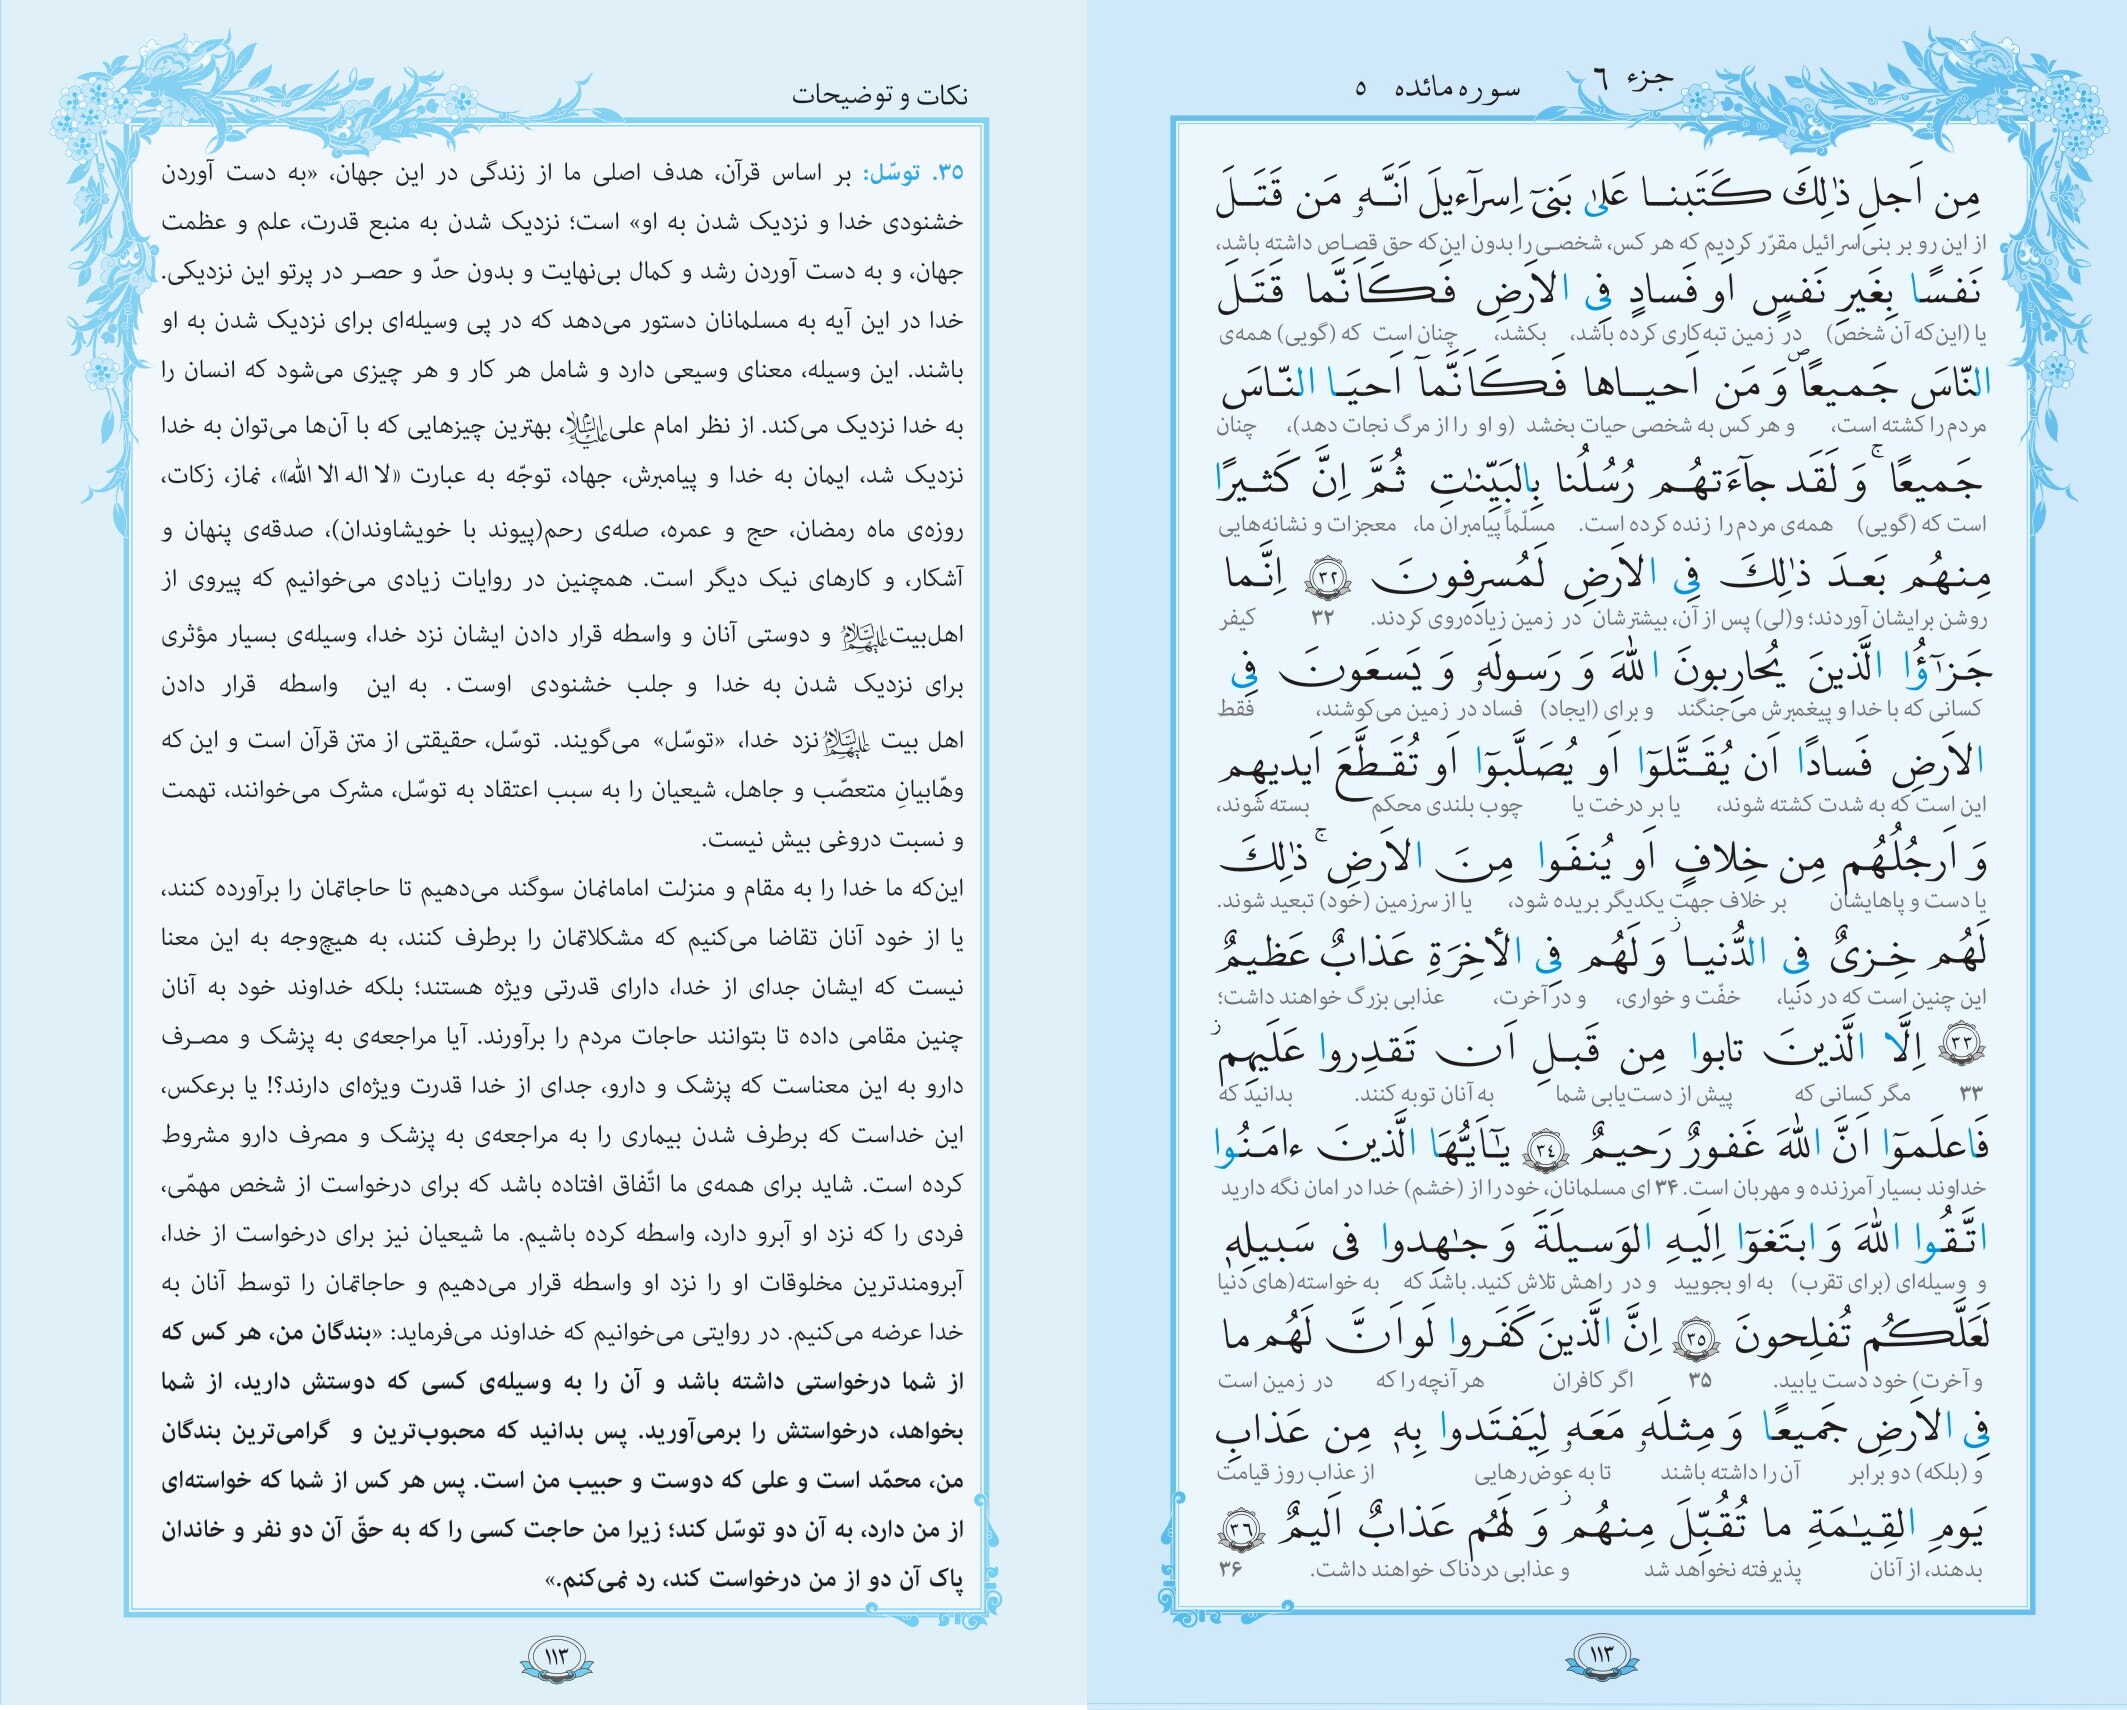 جزء ٦
سوره مائده ٥
مِن اَجلِ ذٰلِكَ كَتَبنا عَلىٰ بَنىٓ اِسرآءيلَ اَنَّهٗ مَن قَتَلَ
از این رو بر بنی‌اسرائیل مقرّر کردیم که هر کس، شخصی را بدون این‌که حق قصاص داشته باشد،
نَفسًا بِغَيرِ نَفسٍ اَو فَسادٍ فِى الاَرضِ فَكَاَنَّما قَتَلَ
یا (این‌که آن شخص) در زمین تبه‌کاری کرده باشد، بکشد، چنان است که (گویی) همه‌ی
النّاسَ جَميعًا ۖ وَ مَن اَحياها فَكَاَنَّمآ اَحيَا النّاسَ
مردم را کشته است، و هر کس به شخصی حیات بخشد (و او را از مرگ نجات دهد)، چنان
جَميعًا ۚ وَ لَقَد جآءَتهُم رُسُلُنا بِالبَيِّنٰتِ ثُمَّ اِنَّ كَثيرًا
است که (گویی) همه‌ی مردم را زنده کرده است. مسلّماً پیامبران ما، معجزات و نشانه‌هایی
مِنهُم بَعدَ ذٰلِكَ فِى الاَرضِ لَمُسرِفونَ ٣٢ اِنَّما
روشن برایشان آوردند؛ و(لی) پس از آن، بیشترشان در زمین زیاده‌روی کردند. ۳۲ کیفر
جَزٰٓؤُا الَّذينَ يُحارِبونَ اللّٰهَ وَ رَسولَهٗ وَ يَسعَونَ فِى
کسانی که با خدا و پیغمبرش می‌جنگند و برای (ایجاد) فساد در زمین می‌کوشند، فقط
الاَرضِ فَسادًا اَن يُقَتَّلوٓا اَو يُصَلَّبوٓا اَو تُقَطَّعَ اَيديهِم
این است که به شدت کشته شوند، یا بر درخت یا چوب بلندی محکم بسته شوند،
وَ اَرجُلُهُم مِن خِلافٍ اَو يُنفَوا مِنَ الاَرضِ ۚ ذٰلِكَ
یا دست و پاهایشان بر خلاف جهت یکدیگر بریده شود، یا از سرزمین (خود) تبعید شوند.
لَهُم خِزىٌ فِى الدُّنيا ۖ وَ لَهُم فِى الأخِرَةِ عَذابٌ عَظيمٌ
این چنین است که در دنیا، خفّت و خواری، و در آخرت، عذابی بزرگ خواهند داشت؛
٣٣ اِلَّا الَّذينَ تابوا مِن قَبلِ اَن تَقدِروا عَلَيهِم
۳۳ مگر کسانی که پیش از دست‌یابی شما به آنان توبه کنند. بدانید که
فَاعلَموٓا اَنَّ اللّٰهَ غَفورٌ رَحيمٌ ٣٤ يٰٓاَيُّهَا الَّذينَ ءامَنُوا
خداوند بسیار آمرزنده و مهربان است. ۳۴ ای مسلمانان، خود را از (خشم) خدا در امان نگه دارید
اتَّقُوا اللّٰهَ وَ ابتَغوٓا اِلَيهِ الوَسيلَةَ وَ جٰهِدوا فى سَبيلِهٖ
و وسیله‌ای (برای تقرب) به او بجویید و در راهش تلاش کنید. باشد که به خواسته(های دنیا
لَعَلَّكُم تُفلِحونَ ٣٥ اِنَّ الَّذينَ كَفَروا لَو اَنَّ لَهُم ما
و آخرت) خود دست یابید. ۳۵ اگر کافران هر آنچه را که در زمین است
فِى الاَرضِ جَميعًا وَ مِثلَهٗ مَعَهٗ لِيَفتَدوا بِهٖ مِن عَذابِ
و (بلکه) دو برابر آن را داشته باشند تا به عوض رهایی از عذاب روز قیامت
يَومِ القِيٰمَةِ ما تُقُبِّلَ مِنهُم ۖ وَ لَهُم عَذابٌ اَليمٌ ٣٦
بدهند، از آنان پذیرفته نخواهد شد و عذابی دردناک خواهند داشت. ۳۶
١١٣
نکات و توضیحات
۳۵. توسّل: بر اساس قرآن، هدف اصلی ما از زندگی در این جهان، «به دست آوردن
خشنودی خدا و نزدیک شدن به او» است؛ نزدیک شدن به منبع قدرت، علم و عظمت
جهان، و به دست آوردن رشد و کمال بی‌نهایت و بدون حدّ و حصر در پرتو این نزدیکی.
خدا در این آیه به مسلمانان دستور می‌دهد که در پی وسیله‌ای برای نزدیک شدن به او
باشند. این وسیله، معنای وسیعی دارد و شامل هر کار و هر چیزی می‌شود که انسان را
به خدا نزدیک می‌کند. از نظر امام علی علیه‌السلام، بهترین چیزهایی که با آن‌ها می‌توان به خدا
نزدیک شد، ایمان به خدا و پیامبرش، جهاد، توجّه به عبارت «لا اله الا الله»، نماز، زکات،
روزه‌ی ماه رمضان، حج و عمره، صله‌ی رحم(پیوند با خویشاوندان)، صدقه‌ی پنهان و
آشکار، و کارهای نیک دیگر است. همچنین در روایات زیادی می‌خوانیم که پیروی از
اهل‌بیت علیهم‌السلام و دوستی آنان و واسطه قرار دادن ایشان نزد خدا، وسیله‌ی بسیار مؤثری
برای نزدیک شدن به خدا و جلب خشنودی اوست. به این واسطه قرار دادن
اهل بیت علیهم‌السلام نزد خدا، «توسّل» می‌گویند. توسّل، حقیقتی از متن قرآن است و این که
وهّابیانِ متعصّب و جاهل، شیعیان را به سبب اعتقاد به توسّل، مشرک می‌خوانند، تهمت
و نسبت دروغی بیش نیست.
این‌که ما خدا را به مقام و منزلت امامانمان سوگند می‌دهیم تا حاجاتمان را برآورده کنند،
یا از خود آنان تقاضا می‌کنیم که مشکلاتمان را برطرف کنند، به هیچ‌وجه به این معنا
نیست که ایشان جدای از خدا، دارای قدرتی ویژه هستند؛ بلکه خداوند خود به آنان
چنین مقامی داده تا بتوانند حاجات مردم را برآورند. آیا مراجعه‌ی به پزشک و مصرف
دارو به این معناست که پزشک و دارو، جدای از خدا قدرت ویژه‌ای دارند؟! یا برعکس،
این خداست که برطرف شدن بیماری را به مراجعه‌ی به پزشک و مصرف دارو مشروط
کرده است. شاید برای همه‌ی ما اتّفاق افتاده باشد که برای درخواست از شخص مهمّی،
فردی را که نزد او آبرو دارد، واسطه کرده باشیم. ما شیعیان نیز برای درخواست از خدا،
آبرومندترین مخلوقات او را نزد او واسطه قرار می‌دهیم و حاجاتمان را توسط آنان به
خدا عرضه می‌کنیم. در روایتی می‌خوانیم که خداوند می‌فرماید: «بندگان من، هر کس که
از شما درخواستی داشته باشد و آن را به وسیله‌ی کسی که دوستش دارید، از شما
بخواهد، درخواستش را برمی‌آورید. پس بدانید که محبوب‌ترین و گرامی‌ترین بندگان
من، محمّد است و علی که دوست و حبیب من است. پس هر کس از شما که خواسته‌ای
از من دارد، به آن دو توسّل کند؛ زیرا من حاجت کسی را که به حقّ آن دو نفر و خاندان
پاک آن دو از من درخواست کند، رد نمی‌کنم.»
۱۱۳